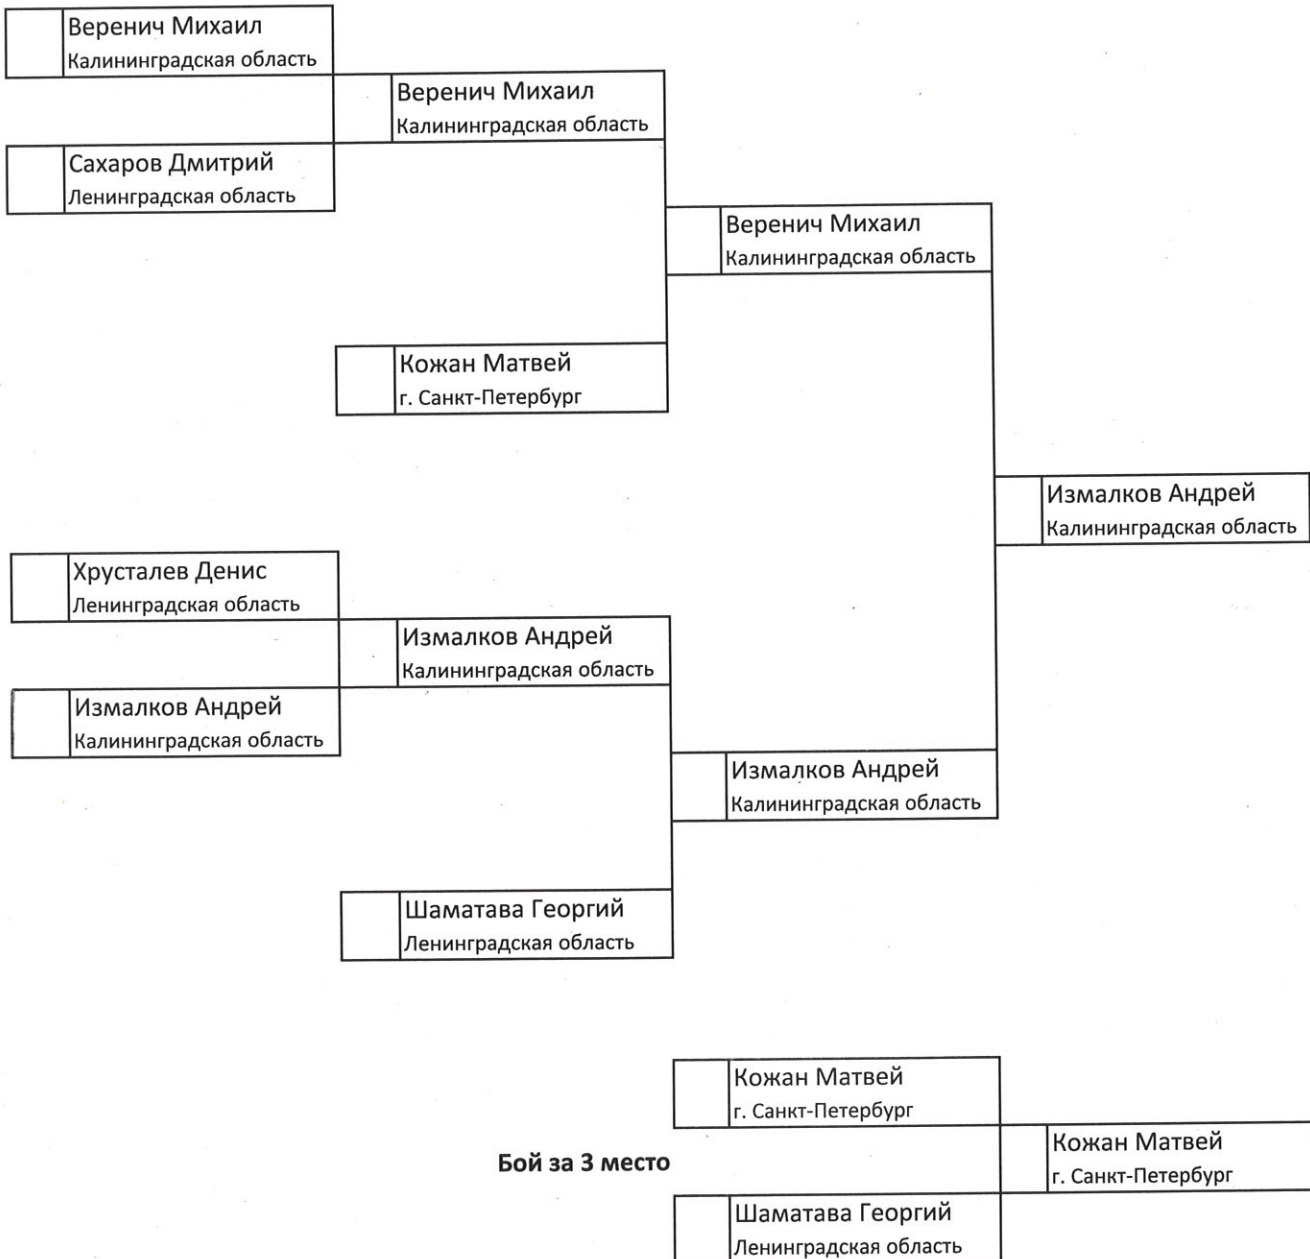 Веренич Михаил
Калининградская область
Веренич Михаил
Калининградская область
Сахаров Дмитрий
Ленинградская область
Веренич Михаил
Калининградская область
Кожан Матвей
г. Санкт-Петербург
Измалков Андрей
Калининградская область
Хрусталев Денис
Ленинградская область
Измалков Андрей
Калининградская область
Измалков Андрей
Калининградская область
Измалков Андрей
Калининградская область
Шаматава Георгий
Ленинградская область
Кожан Матвей
г. Санкт-Петербург
Кожан Матвей
г. Санкт-Петербург
Бой за 3 место
Шаматава Георгий
Ленинградская область